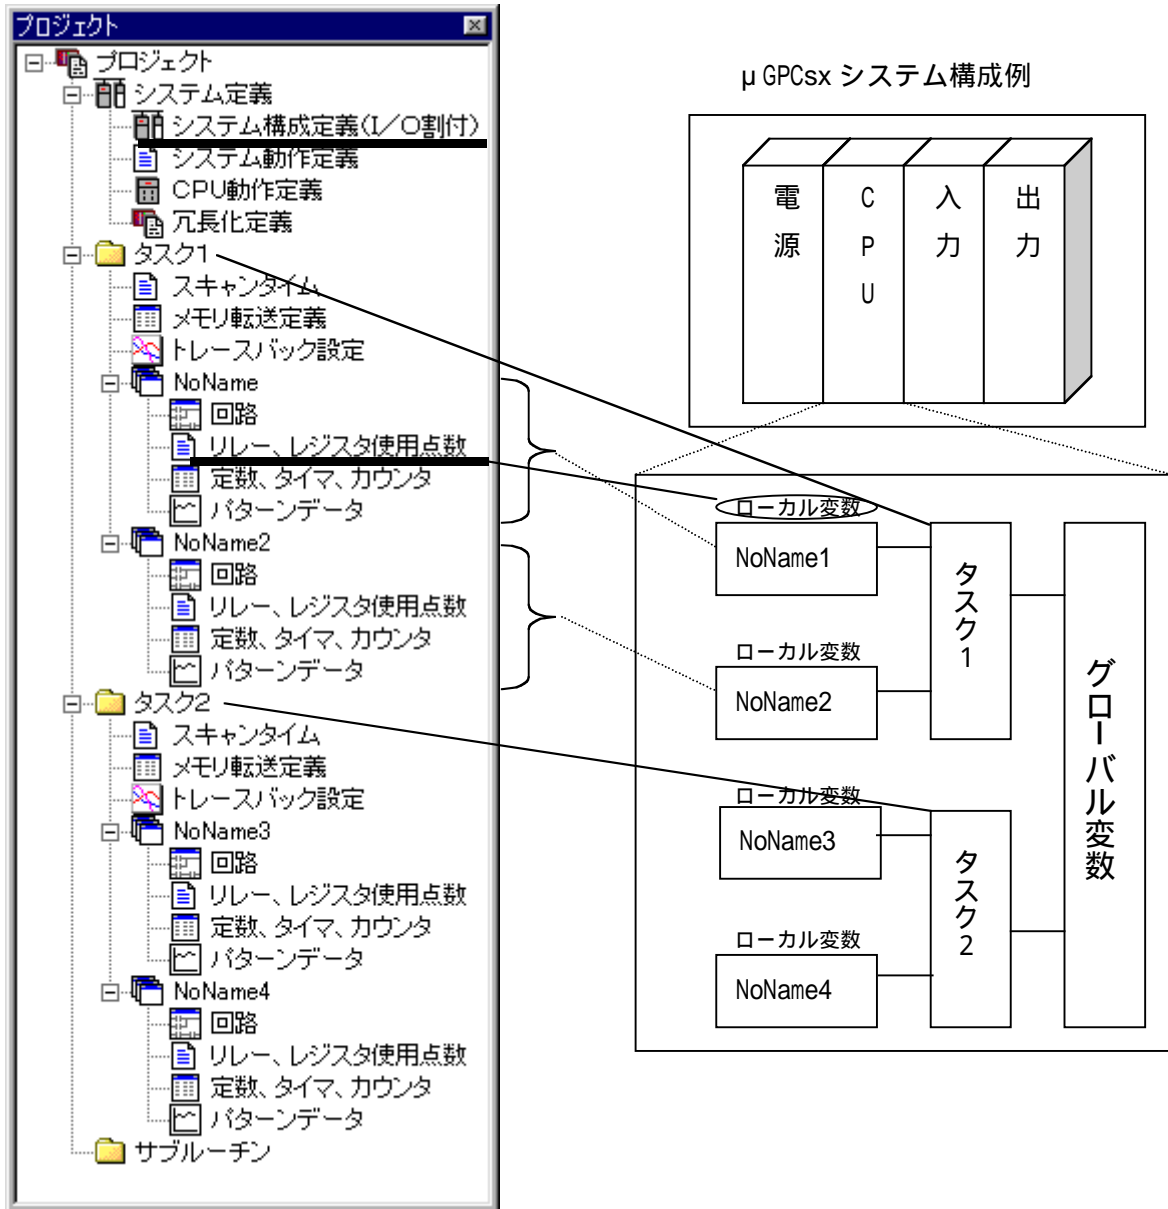 プロジェクト
プロジェクト
システム定義
システム構成定義(I/O割付)
システム動作定義
CPU動作定義
冗長化定義
タスク1
スキャンタイム
メモリ転送定義
トレースバック設定
NoName
回路
リレー、レジスタ使用点数
定数、タイマ、カウンタ
パターンデータ
NoName2
回路
リレー、レジスタ使用点数
定数、タイマ、カウンタ
パターンデータ
タスク2
スキャンタイム
メモリ転送定義
トレースバック設定
NoName3
回路
リレー、レジスタ使用点数
定数、タイマ、カウンタ
パターンデータ
NoName4
回路
リレー、レジスタ使用点数
定数、タイマ、カウンタ
パターンデータ
サブルーチン
μGPCsx システム構成例
電源
CPU
入力
出力
ローカル変数
NoName1
ローカル変数
NoName2
タスク1
ローカル変数
NoName3
ローカル変数
NoName4
タスク2
グローバル変数